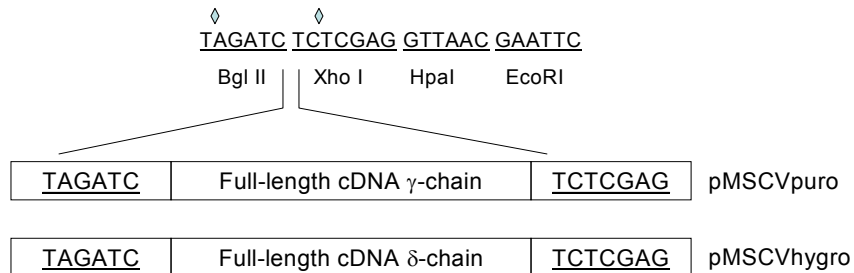 TAGATC TCTCGAG GTTAAC GAATTC
Bgl II Xho I HpaI EcoRI
TAGATC Full-length cDNA γ-chain TCTCGAG pMSCVpuro
TAGATC Full-length cDNA δ-chain TCTCGAG pMSCVhygro